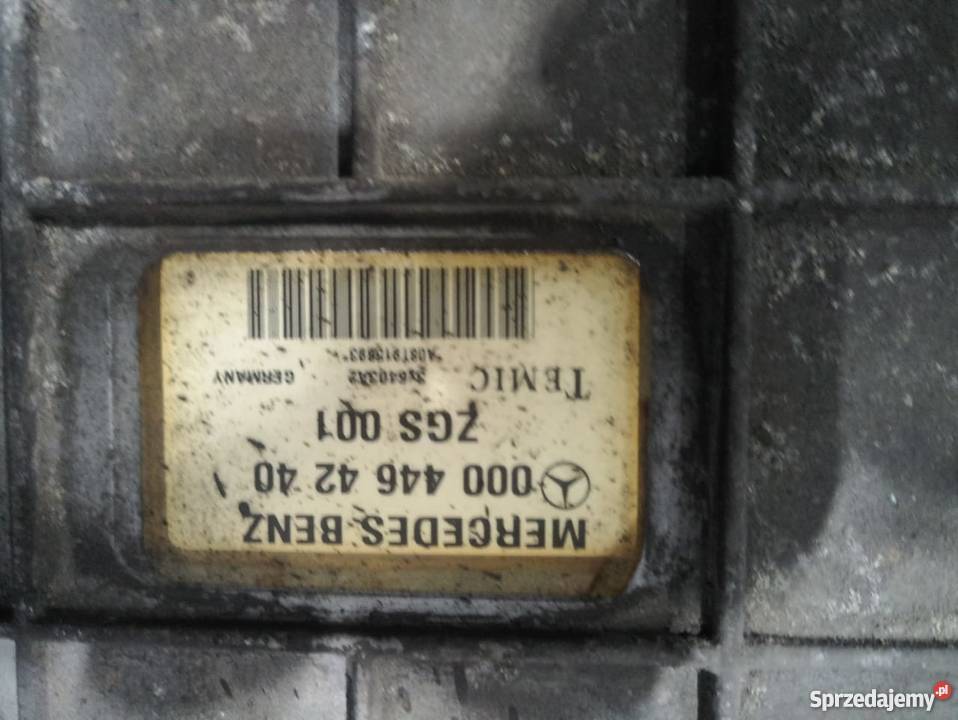 MERCEDES BENZ
000 446 42 40
ZGS 001
TEMIC
GERMANY
Sprzedajemy.pl